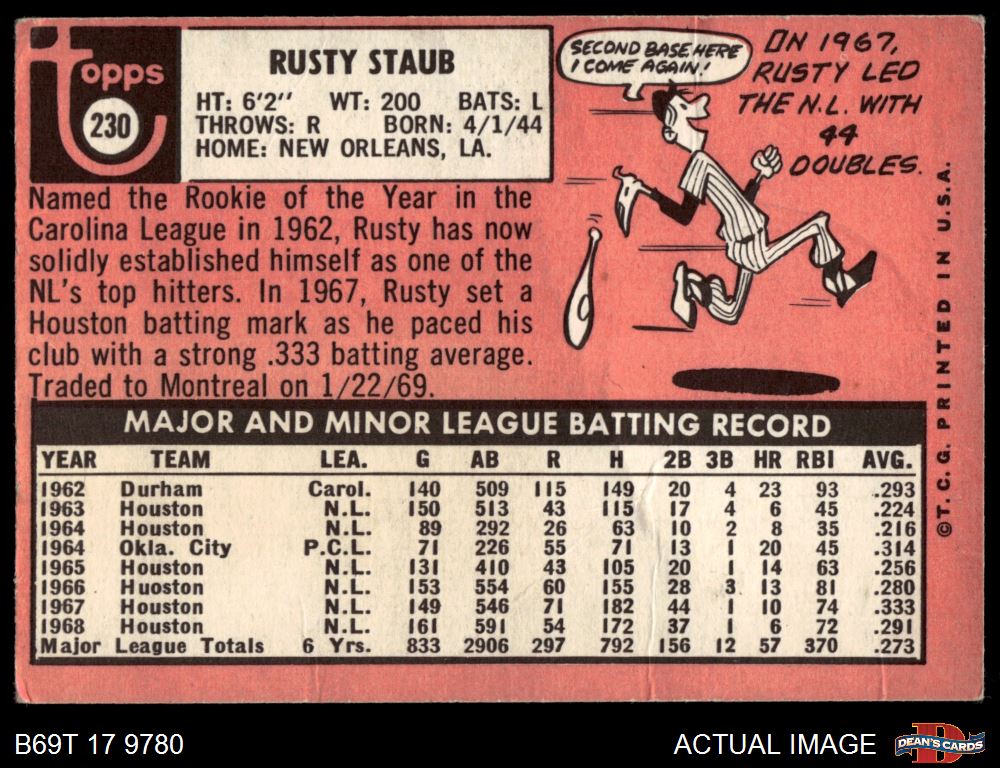 topps
230
RUSTY STAUB
HT: 6'2" WT: 200 BATS: L
THROWS: R BORN: 4/1/44
HOME: NEW ORLEANS, LA.
SECOND BASE HERE
I COME AGAIN!
IN 1967,
RUSTY LED
THE N.L. WITH
44
DOUBLES.
Named the Rookie of the Year in the
Carolina League in 1962, Rusty has now
solidly established himself as one of the
NL's top hitters. In 1967, Rusty set a
Houston batting mark as he paced his
club with a strong .333 batting average.
Traded to Montreal on 1/22/69.
MAJOR AND MINOR LEAGUE BATTING RECORD
YEAR TEAM LEA. G AB R H 2B 3B HR RBI AVG.
1962 Durham Carol. 140 509 115 149 20 4 23 93 .293
1963 Houston N.L. 150 513 43 115 17 4 6 45 .224
1964 Houston N.L. 89 292 26 63 10 2 8 35 .216
1964 Okla. City P.C.L. 71 226 55 71 13 1 20 45 .314
1965 Houston N.L. 131 410 43 105 20 1 14 63 .256
1966 Huoston N.L. 153 554 60 155 28 3 13 81 .280
1967 Houston N.L. 149 546 71 182 44 1 10 74 .333
1968 Houston N.L. 161 591 54 172 37 1 6 72 .291
Major League Totals 6 Yrs. 833 2906 297 792 156 12 57 370 .273
©T. C. G. PRINTED IN U.S.A.
B69T 17 9780
ACTUAL IMAGE
D
DEAN'S CARDS